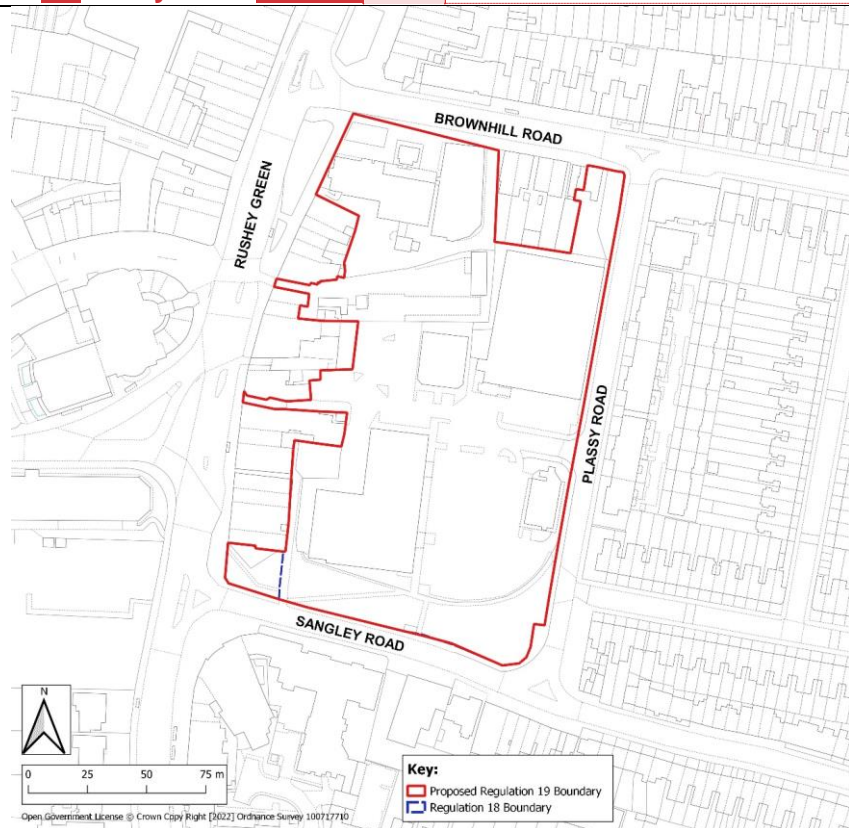 BROWNHILL ROAD
RUSHEY GREEN
PLASSY ROAD
SANGLEY ROAD
N
0 25 50 75 m
Key:
Proposed Regulation 19 Boundary
Regulation 18 Boundary
Open Government License © Crown Copy Right [2022] Ordnance Survey 100717710